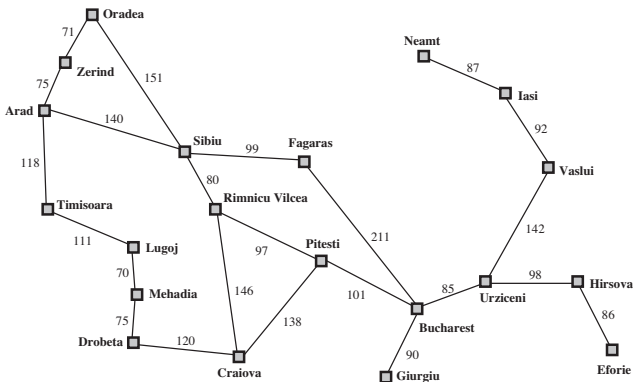 Oradea
71
Neamt
87
Zerind
75
151
Iasi
Arad
140
92
Sibiu
99
Fagaras
118
Vaslui
80
Rimnicu Vilcea
Timisoara
111
142
211
Lugoj
97
Pitesti
70
98
Hirsova
85
Mehadia
146
101
Urziceni
75
138
86
Bucharest
Drobeta
120
90
Craiova
Eforie
Giurgiu